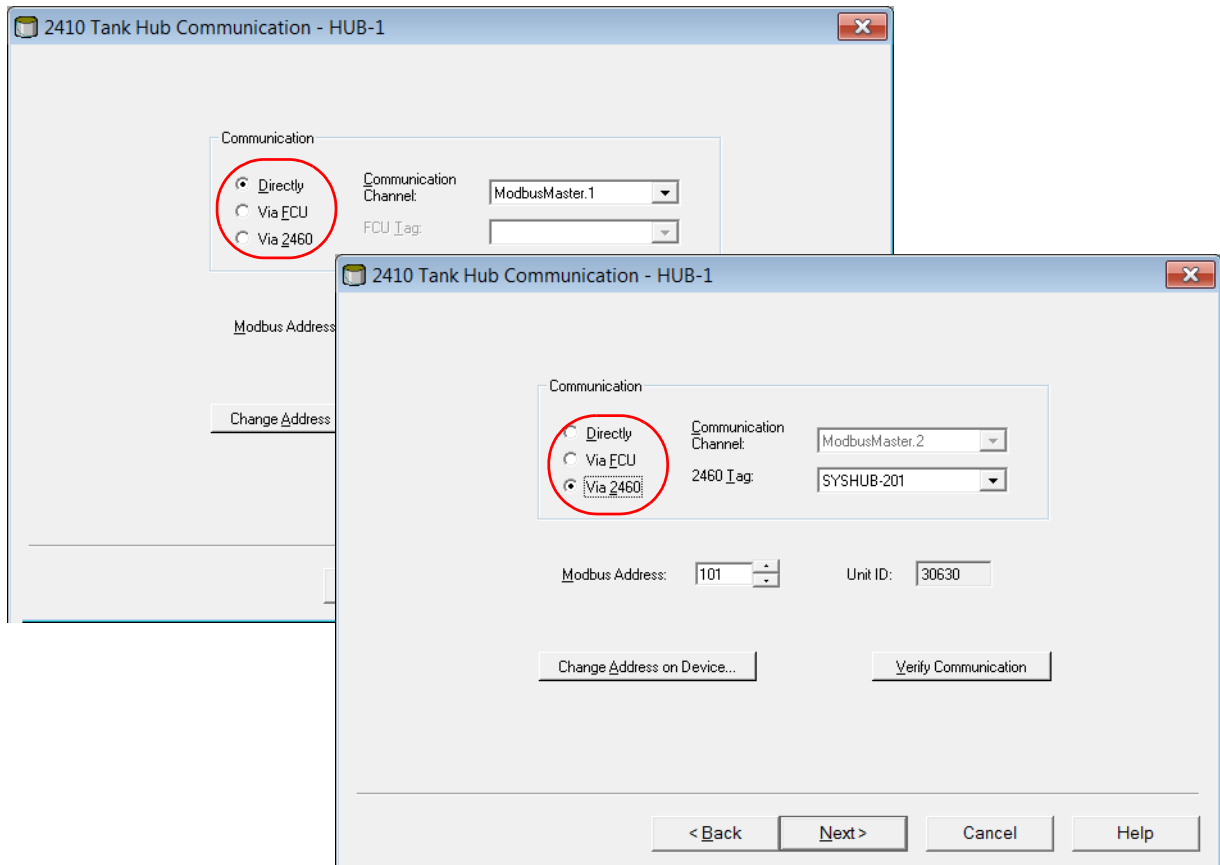 2410 Tank Hub Communication - HUB-1
Communication
Directly
Via FCU
Via 2460
Communication
Channel:
ModbusMaster.1
FCU Tag:
Modbus Address
Change Address
2410 Tank Hub Communication - HUB-1
Communication
Directly
Via FCU
Via 2460
Communication
Channel:
ModbusMaster.2
2460 Tag:
SYSHUB-201
Modbus Address:
101
Unit ID:
30630
Change Address on Device...
Verify Communication
< Back
Next >
Cancel
Help